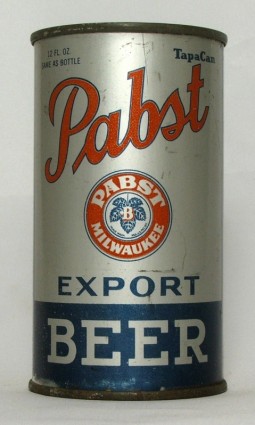 12 FL. OZ.
SAME AS BOTTLE
TapaCan
Pabst
PABST
B
MILWAUKEE
EXPORT
BEER